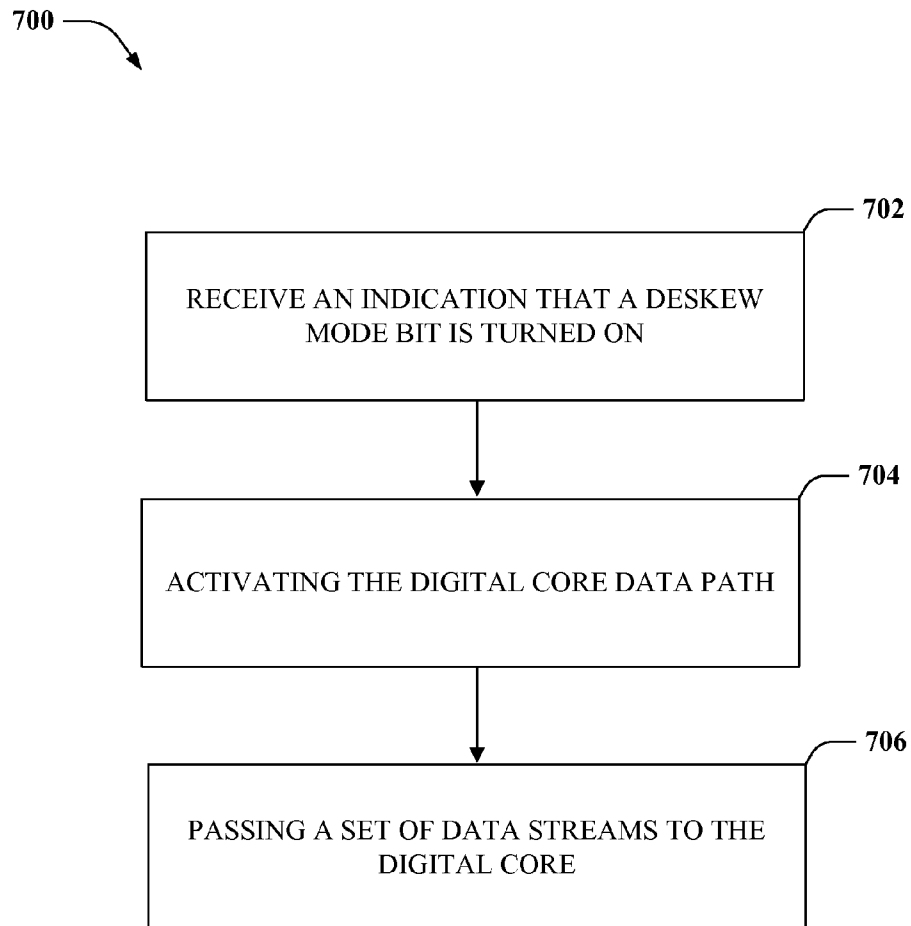 700
702
RECEIVE AN INDICATION THAT A DESKEW
MODE BIT IS TURNED ON
704
ACTIVATING THE DIGITAL CORE DATA PATH
706
PASSING A SET OF DATA STREAMS TO THE
DIGITAL CORE